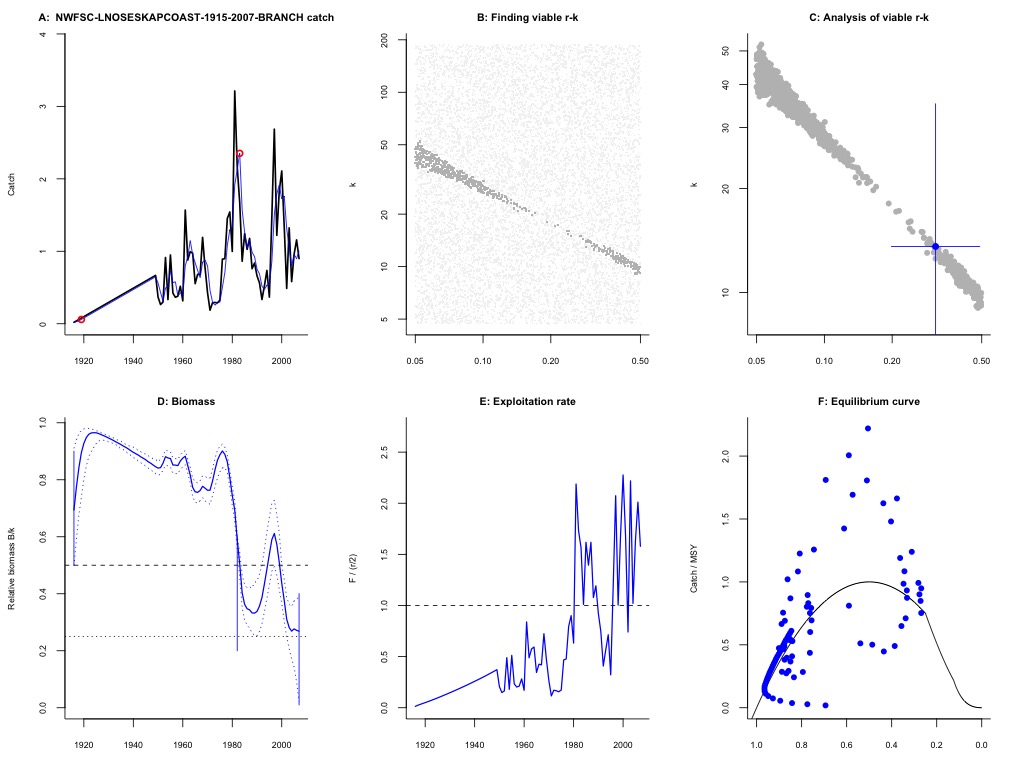 A: NWFSC-LNOSESKAPCOAST-1915-2007-BRANCH catch
Catch
0 1 2 3 4
1920 1940 1960 1980 2000
B: Finding viable r-k
k
5 10 20 50 100 200
0.05 0.10 0.20 0.50
C: Analysis of viable r-k
k
10 20 30 40 50
0.05 0.10 0.20 0.50
D: Biomass
Relative biomass B/k
0.0 0.2 0.4 0.6 0.8 1.0
1920 1940 1960 1980 2000
E: Exploitation rate
F / (r/2)
0.0 0.5 1.0 1.5 2.0 2.5
1920 1940 1960 1980 2000
F: Equilibrium curve
Catch / MSY
0.0 0.5 1.0 1.5 2.0
1.0 0.8 0.6 0.4 0.2 0.0